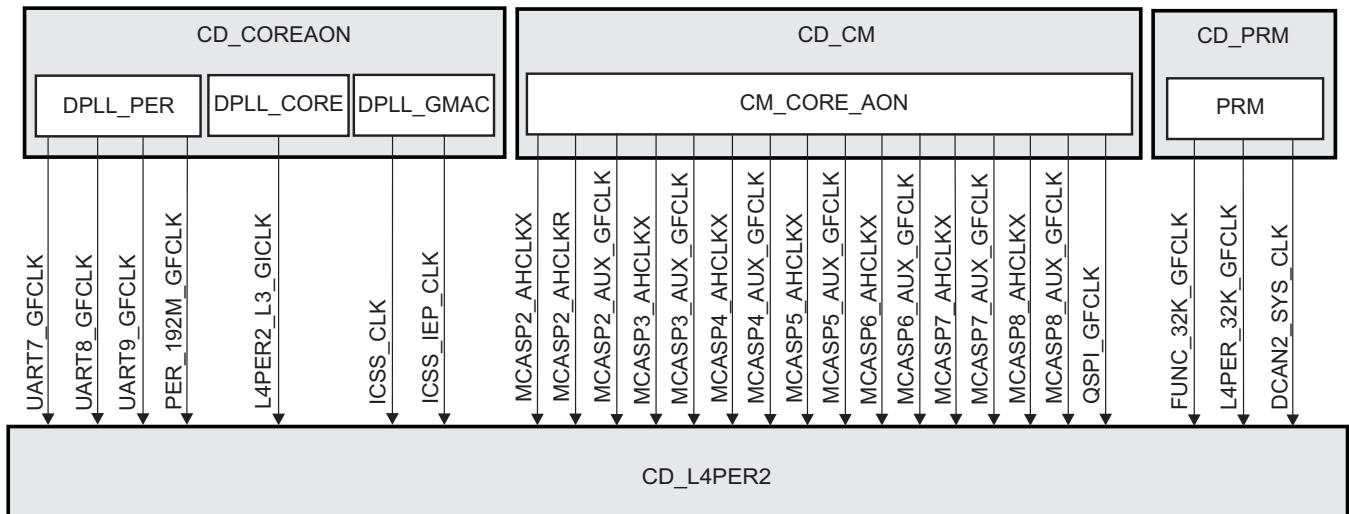 CD_COREAON
CD_CM
CD_PRM
DPLL_PER
DPLL_CORE
DPLL_GMAC
CM_CORE_AON
PRM
UART7_GFCLK
UART8_GFCLK
UART9_GFCLK
PER_192M_GFCLK
L4PER2_L3_GICLK
ICSS_CLK
ICSS_IEP_CLK
MCASP2_AHCLKX
MCASP2_AHCLKR
MCASP2_AUX_GFCLK
MCASP3_AHCLKX
MCASP3_AUX_GFCLK
MCASP4_AHCLKX
MCASP4_AUX_GFCLK
MCASP5_AHCLKX
MCASP5_AUX_GFCLK
MCASP6_AHCLKX
MCASP6_AUX_GFCLK
MCASP7_AHCLKX
MCASP7_AUX_GFCLK
MCASP8_AHCLKX
MCASP8_AUX_GFCLK
QSPI_GFCLK
FUNC_32K_GFCLK
L4PER_32K_GFCLK
DCAN2_SYS_CLK
CD_L4PER2